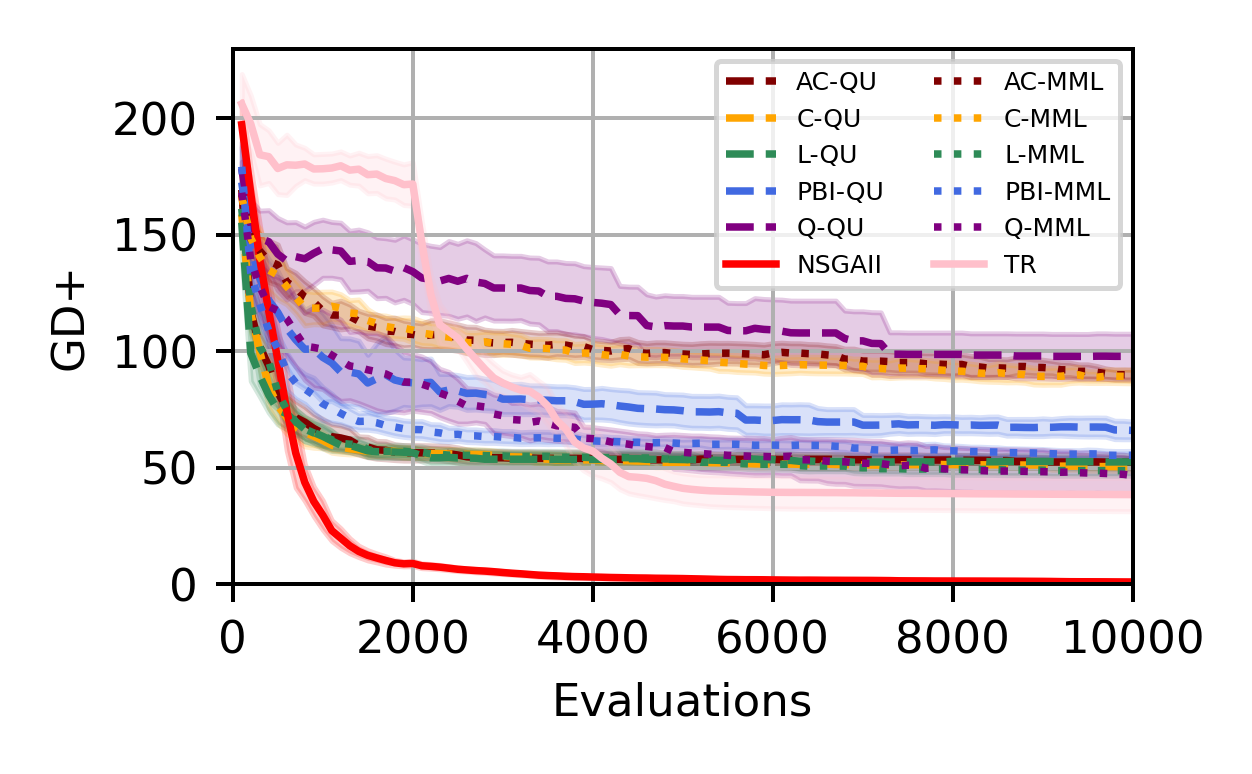 GD+
200
150
100
50
0
0 2000 4000 6000 8000 10000
Evaluations
AC-QU AC-MML
C-QU C-MML
L-QU L-MML
PBI-QU PBI-MML
Q-QU Q-MML
NSGAII TR